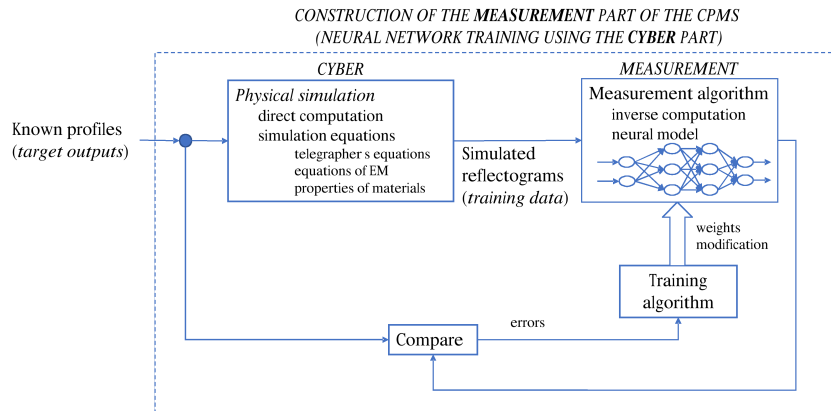 CONSTRUCTION OF THE MEASUREMENT PART OF THE CPMS
(NEURAL NETWORK TRAINING USING THE CYBER PART)
CYBER
MEASUREMENT
Known profiles
(target outputs)
Physical simulation
direct computation
simulation equations
telegrapher s equations
equations of EM
properties of materials
Simulated
reflectograms
(training data)
Measurement algorithm
inverse computation
neural model
weights
modification
Training
algorithm
errors
Compare